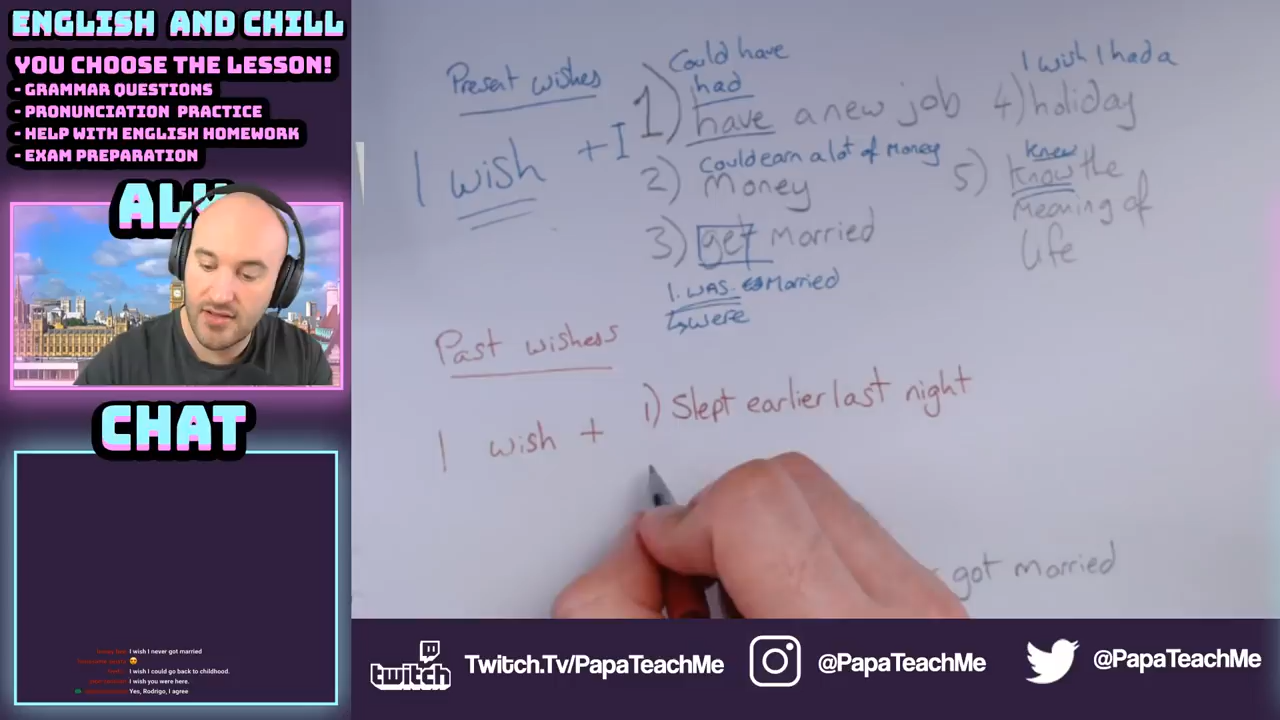 ENGLISH AND CHILL
YOU CHOOSE THE LESSON!
- GRAMMAR QUESTIONS
- PRONUNCIATION PRACTICE
- HELP WITH ENGLISH HOMEWORK
- EXAM PREPARATION
CHAT
I wish I never got married
I wish I could go back to childhood.
I wish you were here.
Yes, Rodrigo, I agree
Present wishes
I wish + I
Could have
had
1) have a new job
Could earn a lot of money
2) Money
3) get married
I was married
↳were
I wish I had a
4) holiday
knew
5) know the
meaning of
life
Past wishess
I wish +
1) Slept earlier last night
got married
twitch
Twitch.Tv/PapaTeachMe
@PapaTeachMe
@PapaTeachMe